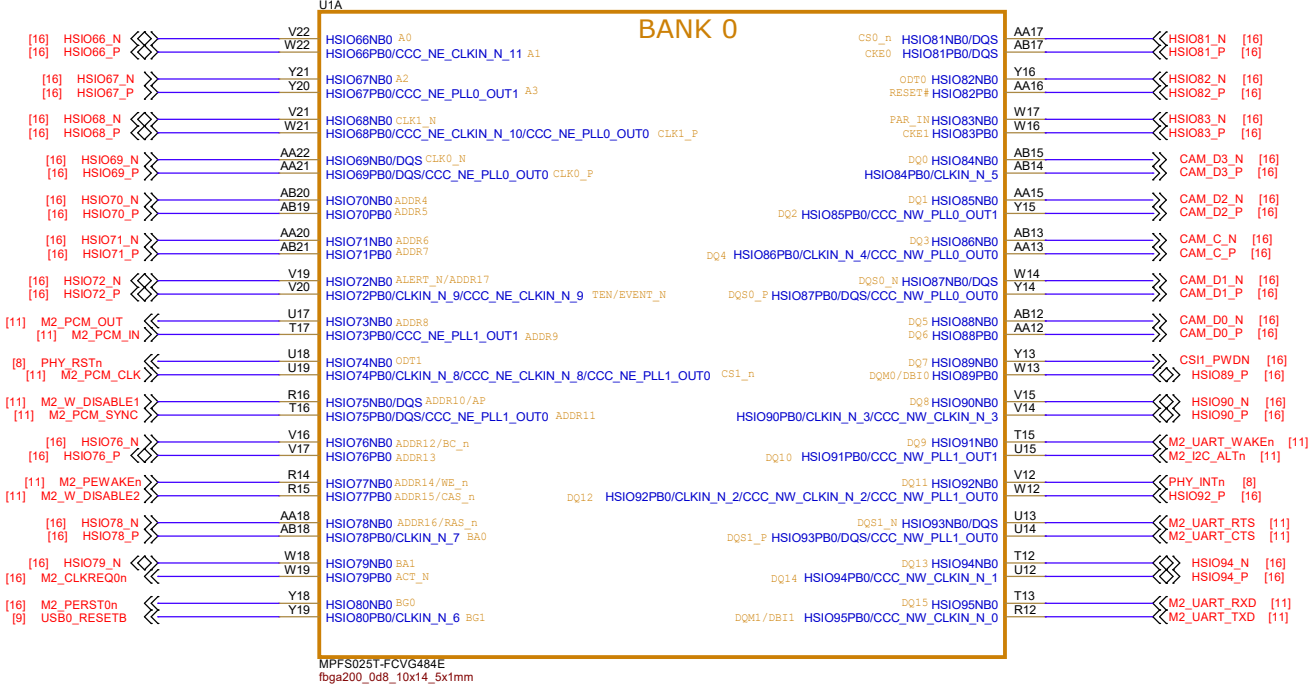 U1A
BANK 0
[16] HSIO66_N V22 HSIO66NB0 A0
[16] HSIO66_P W22 HSIO66PB0/CCC_NE_CLKIN_N_11 A1
[16] HSIO67_N Y21 HSIO67NB0 A2
[16] HSIO67_P Y20 HSIO67PB0/CCC_NE_PLL0_OUT1 A3
[16] HSIO68_N V21 HSIO68NB0 CLK1_N
[16] HSIO68_P W21 HSIO68PB0/CCC_NE_CLKIN_N_10/CCC_NE_PLL0_OUT0 CLK1_P
[16] HSIO69_N AA22 HSIO69NB0/DQS CLK0_N
[16] HSIO69_P AA21 HSIO69PB0/DQS/CCC_NE_PLL0_OUT0 CLK0_P
[16] HSIO70_N AB20 HSIO70NB0 ADDR4
[16] HSIO70_P AB19 HSIO70PB0 ADDR5
[16] HSIO71_N AA20 HSIO71NB0 ADDR6
[16] HSIO71_P AB21 HSIO71PB0 ADDR7
[16] HSIO72_N V19 HSIO72NB0 ALERT_N/ADDR17
[16] HSIO72_P V20 HSIO72PB0/CLKIN_N_9/CCC_NE_CLKIN_N_9 TEN/EVENT_N
[11] M2_PCM_OUT U17 HSIO73NB0 ADDR8
[11] M2_PCM_IN T17 HSIO73PB0/CCC_NE_PLL1_OUT1 ADDR9
[8] PHY_RSTn U18 HSIO74NB0 ODT1
[11] M2_PCM_CLK U19 HSIO74PB0/CLKIN_N_8/CCC_NE_CLKIN_N_8/CCC_NE_PLL1_OUT0 CS1_n
[11] M2_W_DISABLE1 R16 HSIO75NB0/DQS ADDR10/AP
[11] M2_PCM_SYNC T16 HSIO75PB0/DQS/CCC_NE_PLL1_OUT0 ADDR11
[16] HSIO76_N V16 HSIO76NB0 ADDR12/BC_n
[16] HSIO76_P V17 HSIO76PB0 ADDR13
[11] M2_PEWAKEn R14 HSIO77NB0 ADDR14/WE_n
[11] M2_W_DISABLE2 R15 HSIO77PB0 ADDR15/CAS_n
[16] HSIO78_N AA18 HSIO78NB0 ADDR16/RAS_n
[16] HSIO78_P AB18 HSIO78PB0/CLKIN_N_7 BA0
[16] HSIO79_N W18 HSIO79NB0 BA1
[16] M2_CLKREQ0n W19 HSIO79PB0 ACT_N
[16] M2_PERST0n Y18 HSIO80NB0 BG0
[9] USB0_RESETB Y19 HSIO80PB0/CLKIN_N_6 BG1
CS0_n HSIO81NB0/DQS AA17 HSIO81_N [16]
CKE0 HSIO81PB0/DQS AB17 HSIO81_P [16]
ODT0 HSIO82NB0 Y16 HSIO82_N [16]
RESET# HSIO82PB0 AA16 HSIO82_P [16]
PAR_IN HSIO83NB0 W17 HSIO83_N [16]
CKE1 HSIO83PB0 W16 HSIO83_P [16]
DQ0 HSIO84NB0 AB15 CAM_D3_N [16]
HSIO84PB0/CLKIN_N_5 AB14 CAM_D3_P [16]
DQ1 HSIO85NB0 AA15 CAM_D2_N [16]
DQ2 HSIO85PB0/CCC_NW_PLL0_OUT1 Y15 CAM_D2_P [16]
DQ3 HSIO86NB0 AB13 CAM_C_N [16]
DQ4 HSIO86PB0/CLKIN_N_4/CCC_NW_PLL0_OUT0 AA13 CAM_C_P [16]
DQS0_N HSIO87NB0/DQS W14 CAM_D1_N [16]
DQS0_P HSIO87PB0/DQS/CCC_NW_PLL0_OUT0 Y14 CAM_D1_P [16]
DQ5 HSIO88NB0 AB12 CAM_D0_N [16]
DQ6 HSIO88PB0 AA12 CAM_D0_P [16]
DQ7 HSIO89NB0 Y13 CSI1_PWDN [16]
DQM0/DBI0 HSIO89PB0 W13 HSIO89_P [16]
DQ8 HSIO90NB0 V15 HSIO90_N [16]
HSIO90PB0/CLKIN_N_3/CCC_NW_CLKIN_N_3 V14 HSIO90_P [16]
DQ9 HSIO91NB0 T15 M2_UART_WAKEn [11]
DQ10 HSIO91PB0/CCC_NW_PLL1_OUT1 U15 M2_I2C_ALTn [11]
DQ11 HSIO92NB0 V12 PHY_INTn [8]
DQ12 HSIO92PB0/CLKIN_N_2/CCC_NW_CLKIN_N_2/CCC_NW_PLL1_OUT0 W12 HSIO92_P [16]
DQS1_N HSIO93NB0/DQS U13 M2_UART_RTS [11]
DQS1_P HSIO93PB0/DQS/CCC_NW_PLL1_OUT0 U14 M2_UART_CTS [11]
DQ13 HSIO94NB0 T12 HSIO94_N [16]
DQ14 HSIO94PB0/CCC_NW_CLKIN_N_1 U12 HSIO94_P [16]
DQ15 HSIO95NB0 T13 M2_UART_RXD [11]
DQM1/DBI1 HSIO95PB0/CCC_NW_CLKIN_N_0 R12 M2_UART_TXD [11]
MPFS025T-FCVG484E
fbga200_0d8_10x14_5x1mm